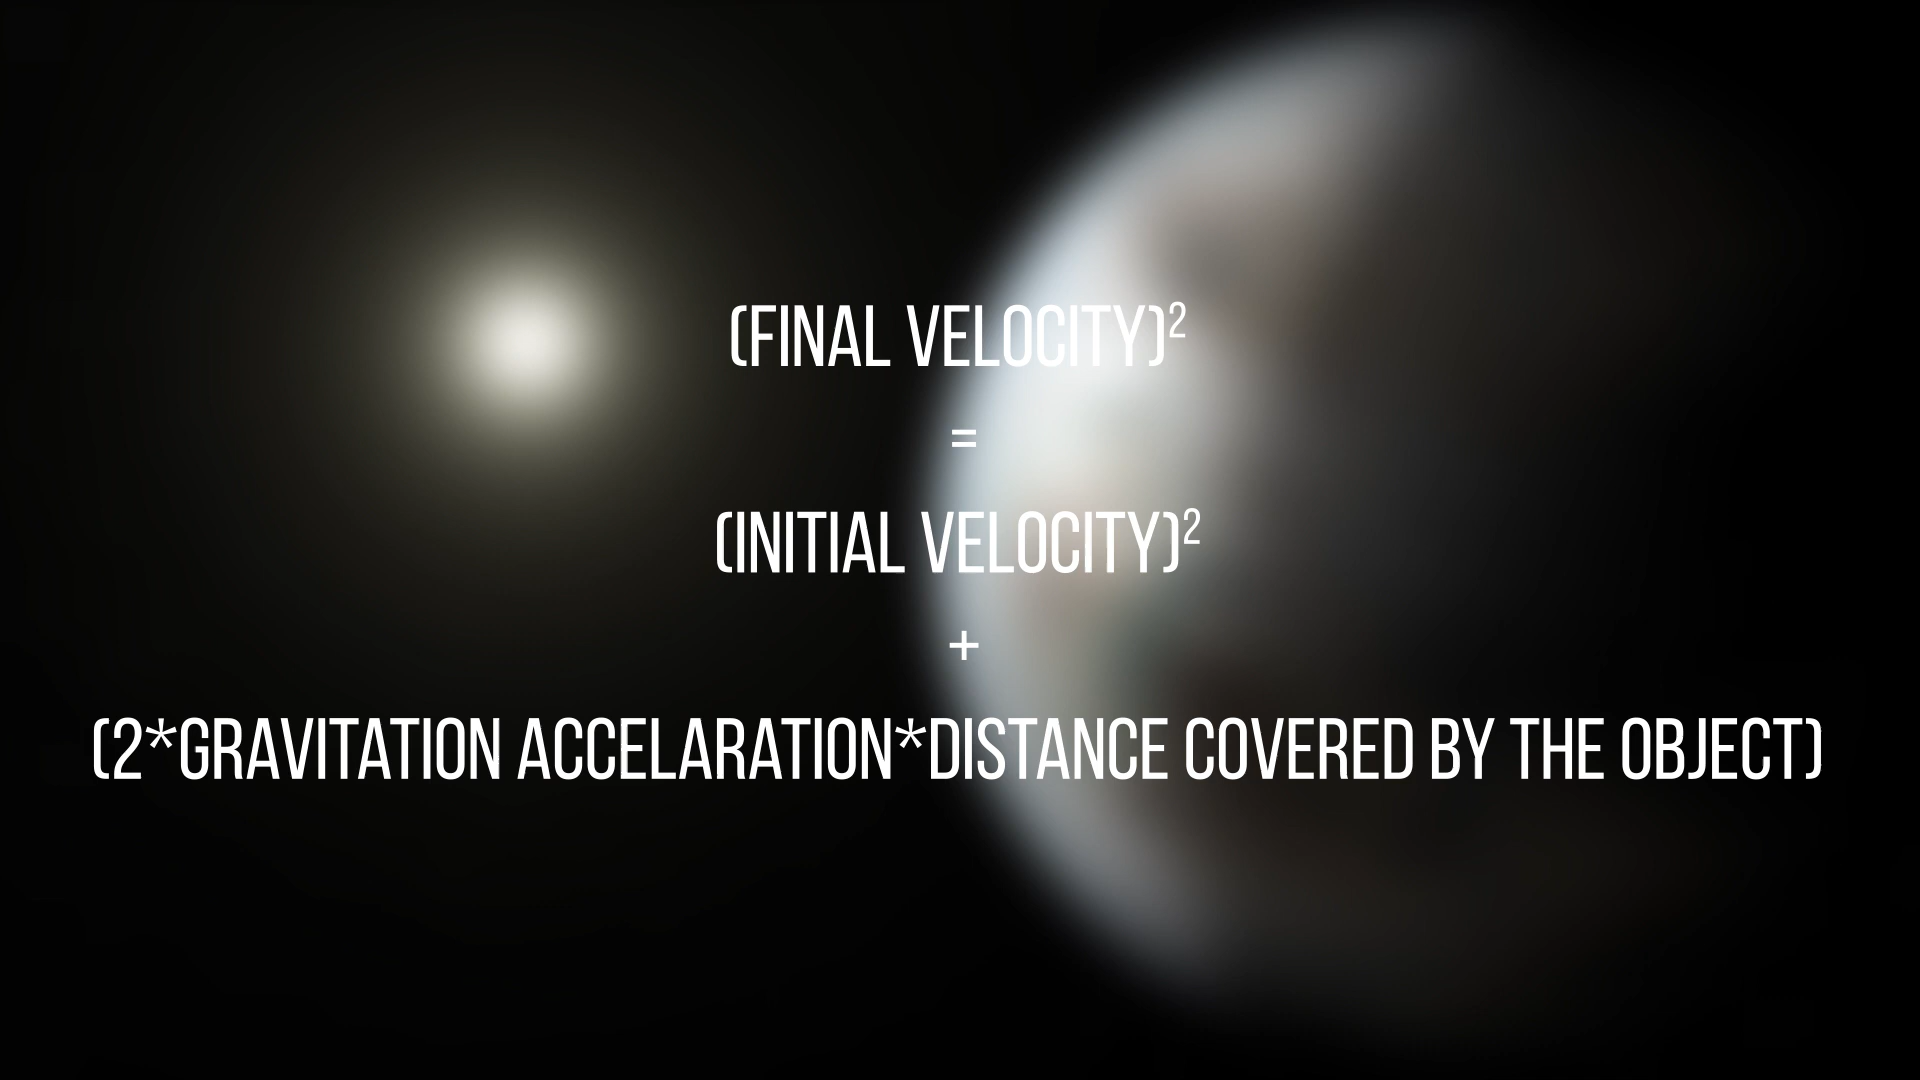 (FINAL VELOCITY)²
=
(INITIAL VELOCITY)²
+
(2*GRAVITATION ACCELARATION*DISTANCE COVERED BY THE OBJECT)